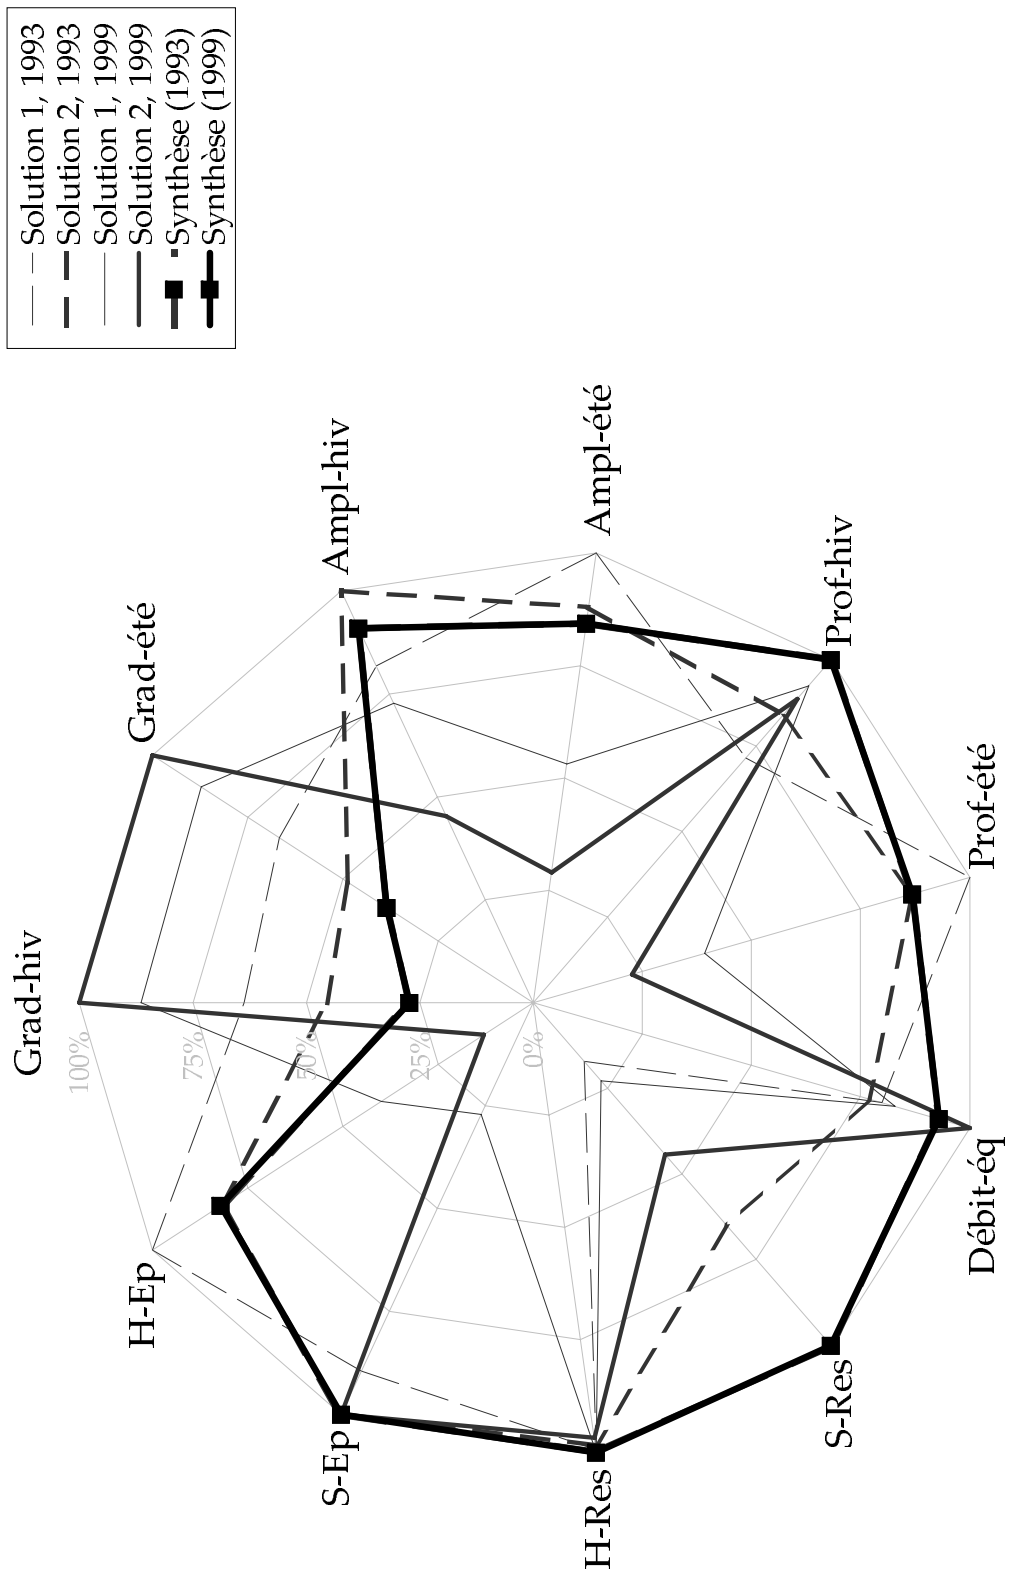 Solution 1, 1993
Solution 2, 1993
Solution 1, 1999
Solution 2, 1999
Synthèse (1993)
Synthèse (1999)
Grad-hiv
Grad-été
Ampl-hiv
Ampl-été
Prof-hiv
Prof-été
Débit-éq
S-Res
H-Res
S-Ep
H-Ep
100%
75%
50%
25%
0%